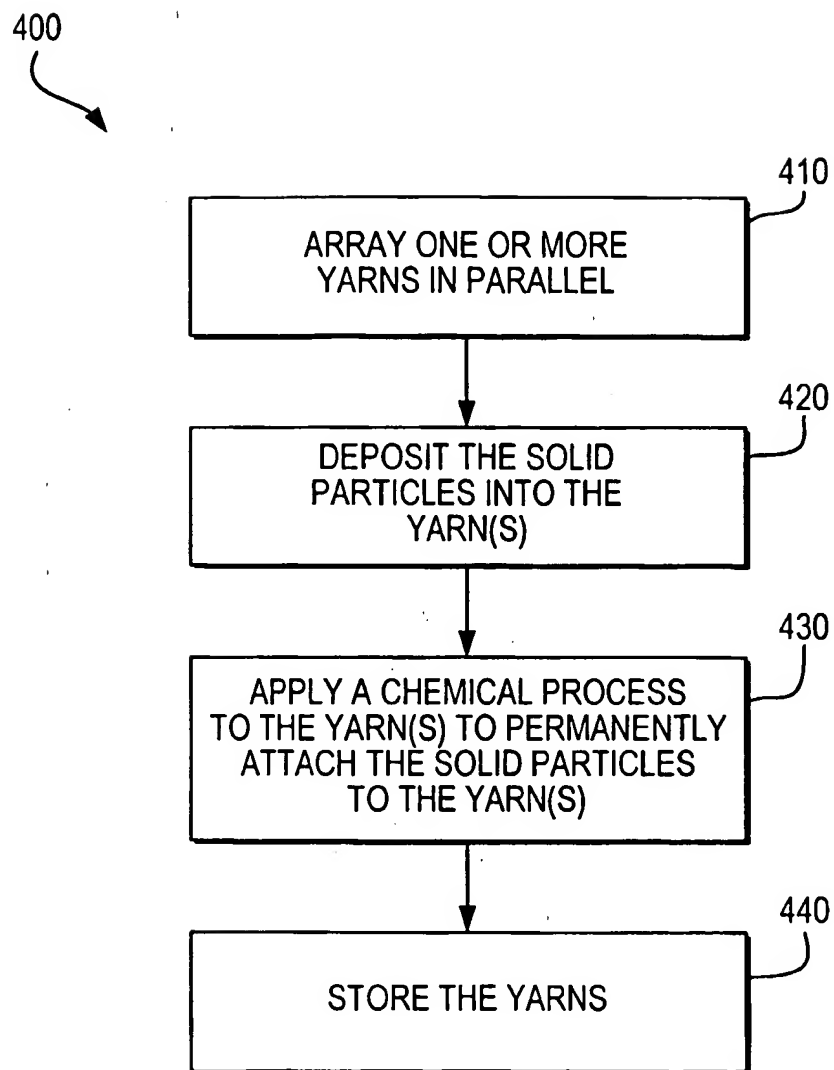 400
410
ARRAY ONE OR MORE
YARNS IN PARALLEL
420
DEPOSIT THE SOLID
PARTICLES INTO THE
YARN(S)
430
APPLY A CHEMICAL PROCESS
TO THE YARN(S) TO PERMANENTLY
ATTACH THE SOLID PARTICLES
TO THE YARN(S)
440
STORE THE YARNS